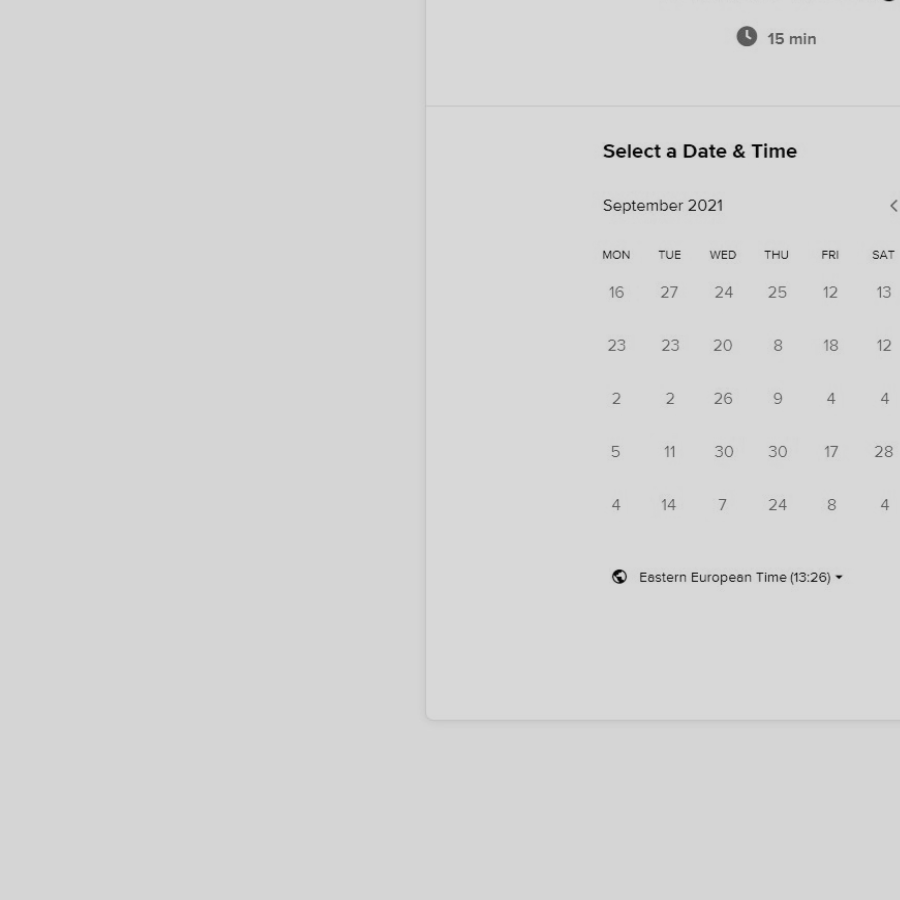 15 min
Select a Date & Time
September 2021
MON TUE WED THU FRI SAT
16 27 24 25 12 13
23 23 20 8 18 12
2 2 26 9 4 4
5 11 30 30 17 28
4 14 7 24 8 4
Eastern European Time (13:26)